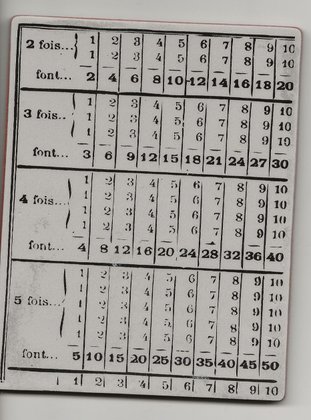 2 fois... 1 2 3 4 5 6 7 8 9 10
1 2 3 4 5 6 7 8 9 10
font... 2 4 6 8 10 12 14 16 18 20
3 fois.. 1 2 3 4 5 6 7 8 9 10
1 2 3 4 5 6 7 8 9 10
1 2 3 4 5 6 7 8 9 10
font... 3 6 9 12 15 18 21 24 27 30
4 fois.. 1 2 3 4 5 6 7 8 9 10
1 2 3 4 5 6 7 8 9 10
1 2 3 4 5 6 7 8 9 10
1 2 3 4 5 6 7 8 9 10
font... 4 8 12 16 20 24 28 32 36 40
1 2 3 4 5 6 7 8 9 10
1 2 3 4 5 6 7 8 9 10
5 fois.. 1 2 3 4 5 6 7 8 9 10
1 2 3 4 5 6 7 8 9 10
1 2 3 4 5 6 7 8 9 10
font... 5 10 15 20 25 30 35 40 45 50
1 2 3 4 5 6 7 8 9 10